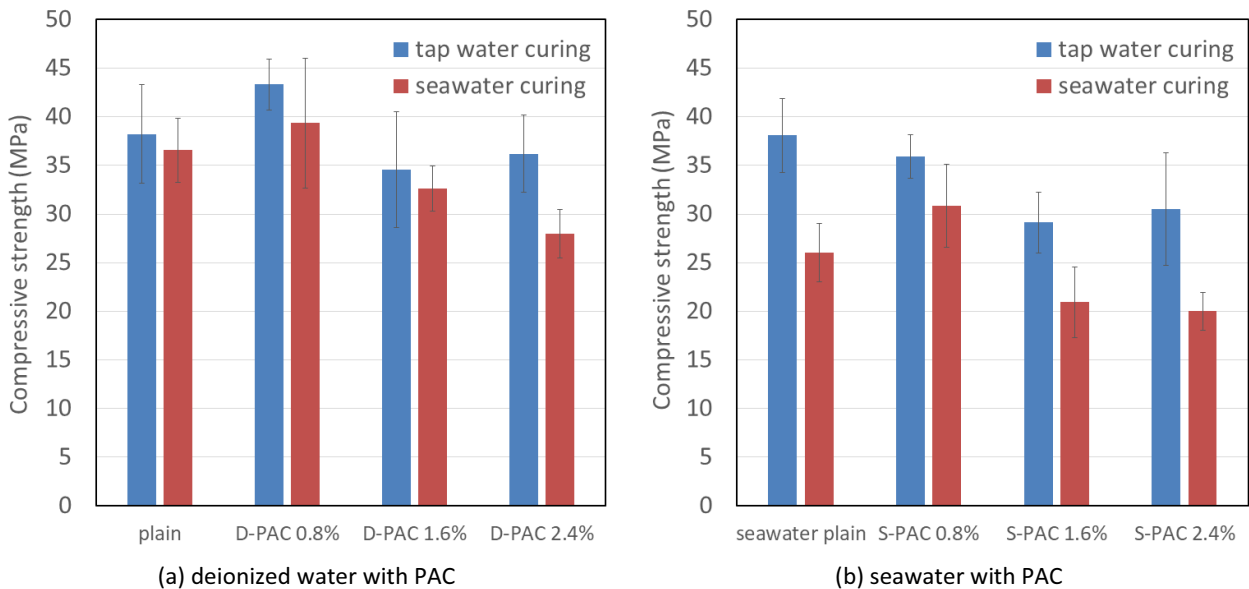 50
45
40
35
30
25
20
15
10
5
0
Compressive strength (MPa)
tap water curing
seawater curing
plain D-PAC 0.8% D-PAC 1.6% D-PAC 2.4%
(a) deionized water with PAC
50
45
40
35
30
25
20
15
10
5
0
Compressive strength (MPa)
tap water curing
seawater curing
seawater plain S-PAC 0.8% S-PAC 1.6% S-PAC 2.4%
(b) seawater with PAC